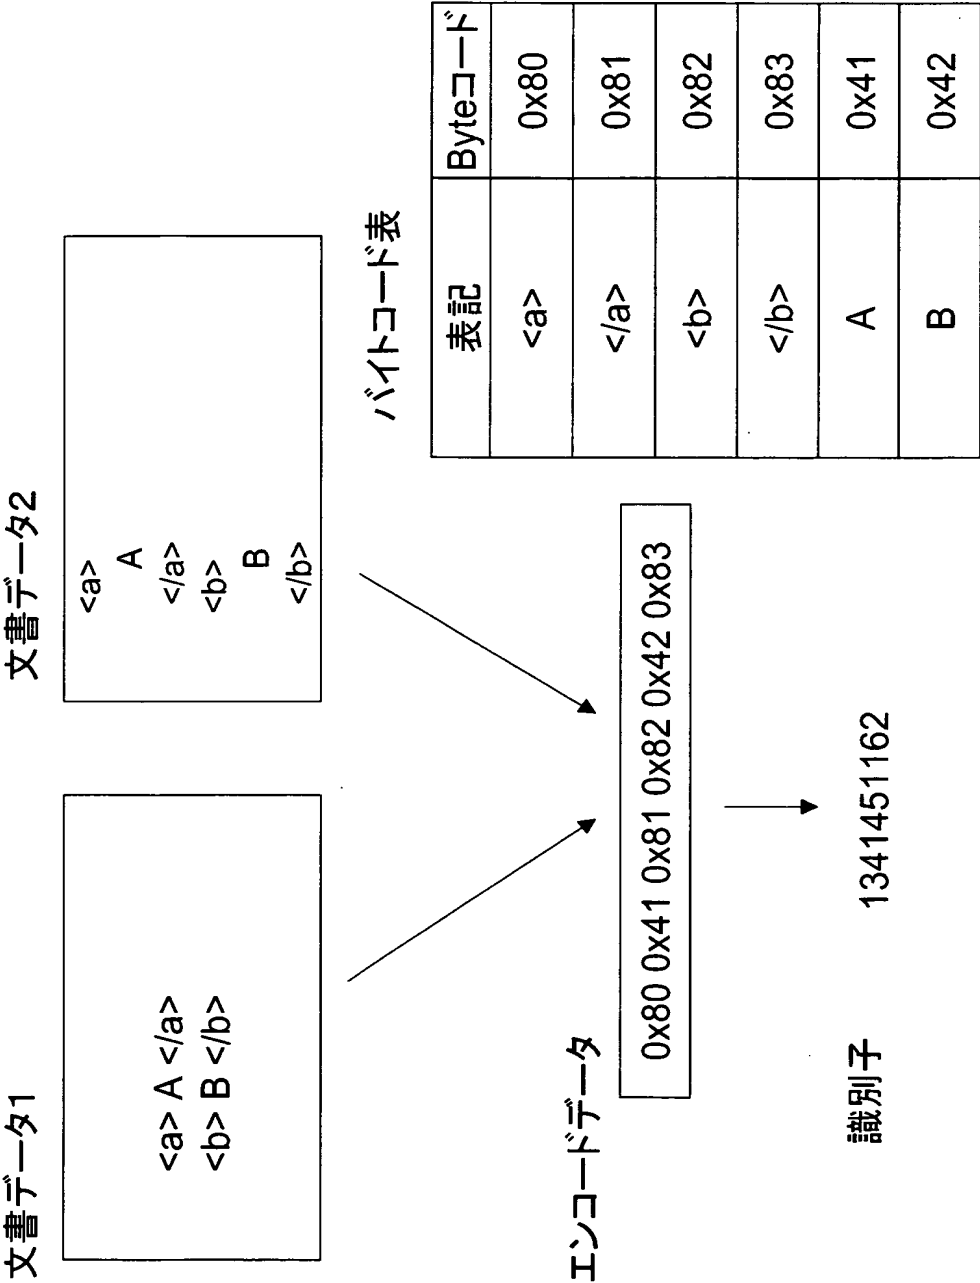 文書データ1
<a> A </a>
<b> B </b>
文書データ2
<a>
A
</a>
<b>
B
</b>
エンコードデータ
0x80 0x41 0x81 0x82 0x42 0x83
識別子
1341451162
バイトコード表
表記 Byteコード
<a> 0x80
</a> 0x81
<b> 0x82
</b> 0x83
A 0x41
B 0x42